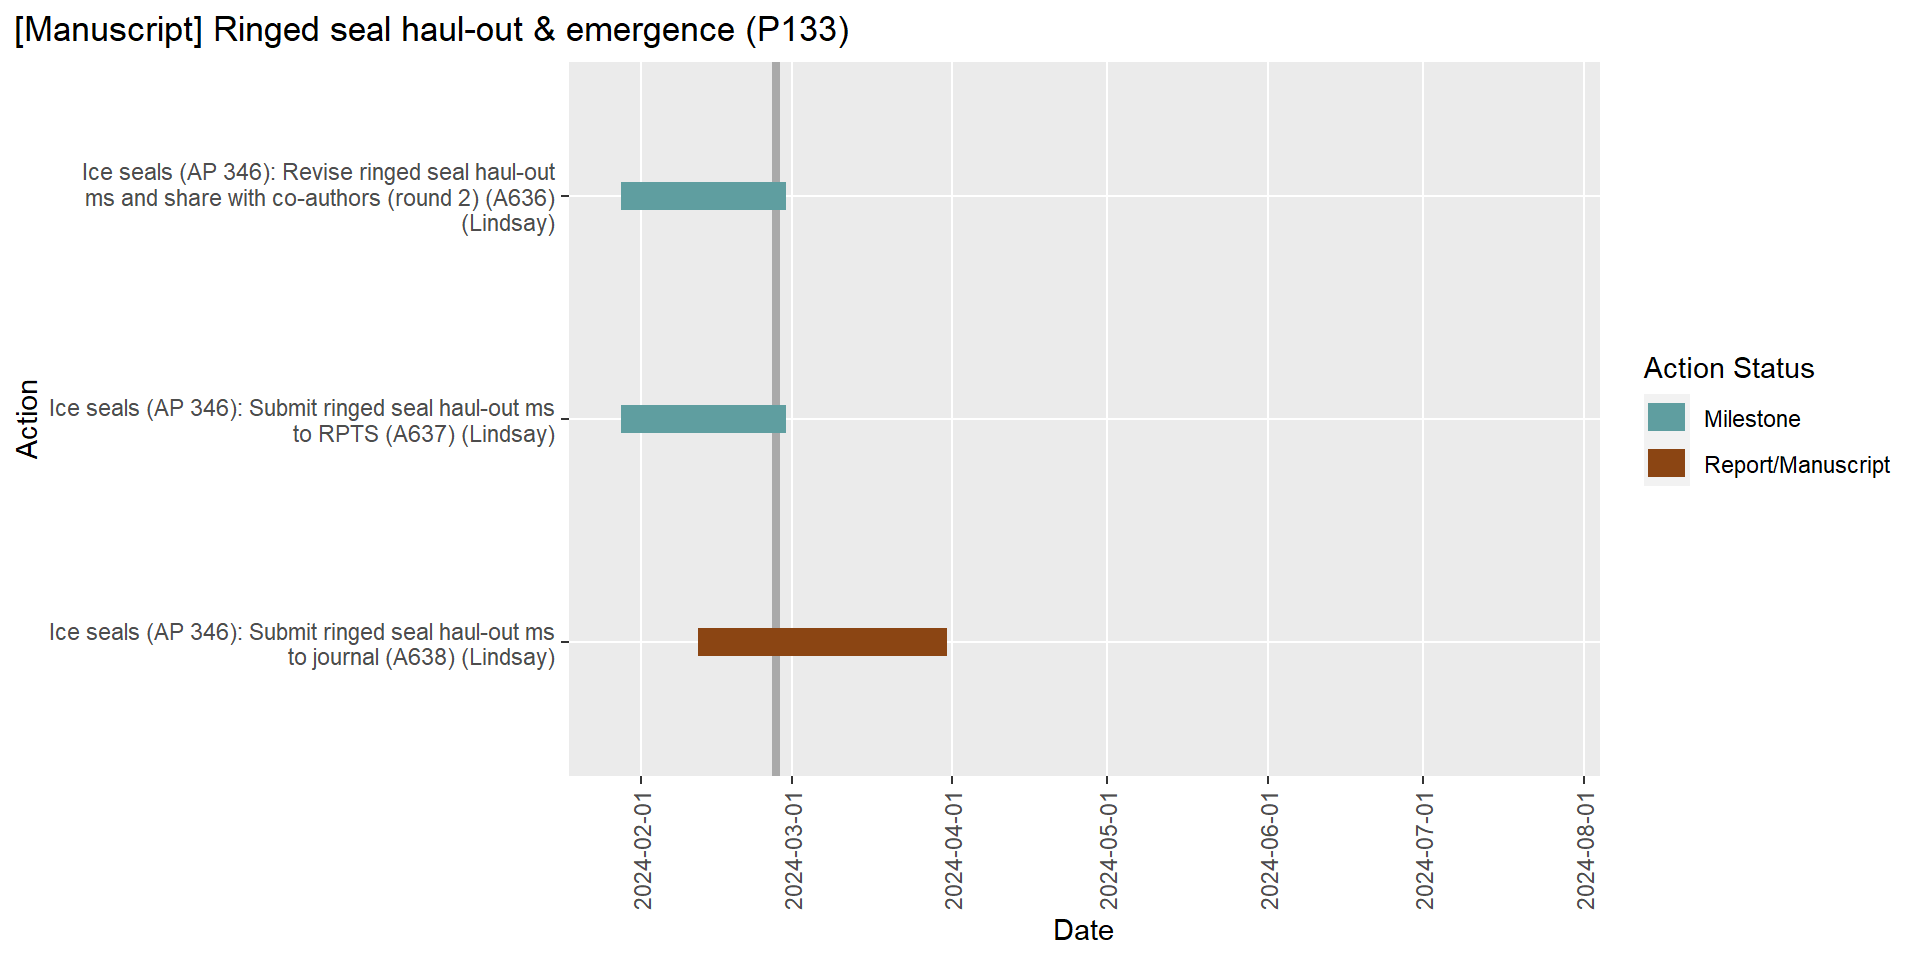 [Manuscript] Ringed seal haul-out & emergence (P133)
Ice seals (AP 346): Revise ringed seal haul-out
ms and share with co-authors (round 2) (A636)
(Lindsay)
Ice seals (AP 346): Submit ringed seal haul-out ms
to RPTS (A637) (Lindsay)
Ice seals (AP 346): Submit ringed seal haul-out ms
to journal (A638) (Lindsay)
Action
2024-02-01
2024-03-01
2024-04-01
2024-05-01
2024-06-01
2024-07-01
2024-08-01
Date
Action Status
Milestone
Report/Manuscript